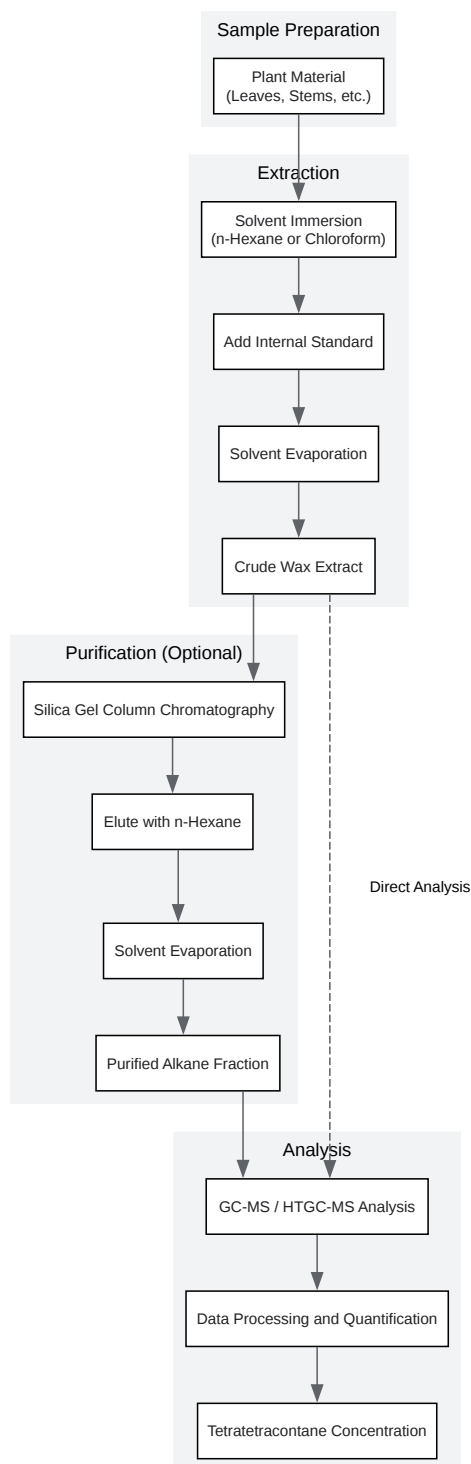 Sample Preparation
Plant Material
(Leaves, Stems, etc.)
Extraction
Solvent Immersion
(n-Hexane or Chloroform)
Add Internal Standard
Solvent Evaporation
Crude Wax Extract
Purification (Optional)
Silica Gel Column Chromatography
Elute with n-Hexane
Direct Analysis
Solvent Evaporation
Purified Alkane Fraction
Analysis
GC-MS / HTGC-MS Analysis
Data Processing and Quantification
Tetratetracontane Concentration